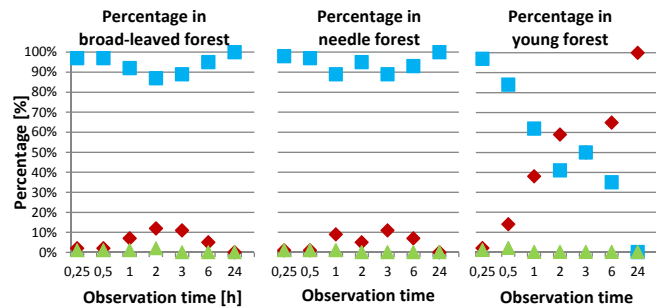 Percentage in
broad-leaved forest
Percentage in
needle forest
Percentage in
young forest
Percentage [%]
100%
90%
80%
70%
60%
50%
40%
30%
20%
10%
0%
0,25 0,5 1 2 3 6 24
0,25 0,5 1 2 3 6 24
0,25 0,5 1 2 3 6 24
Observation time [h]
Observation time
Observation time